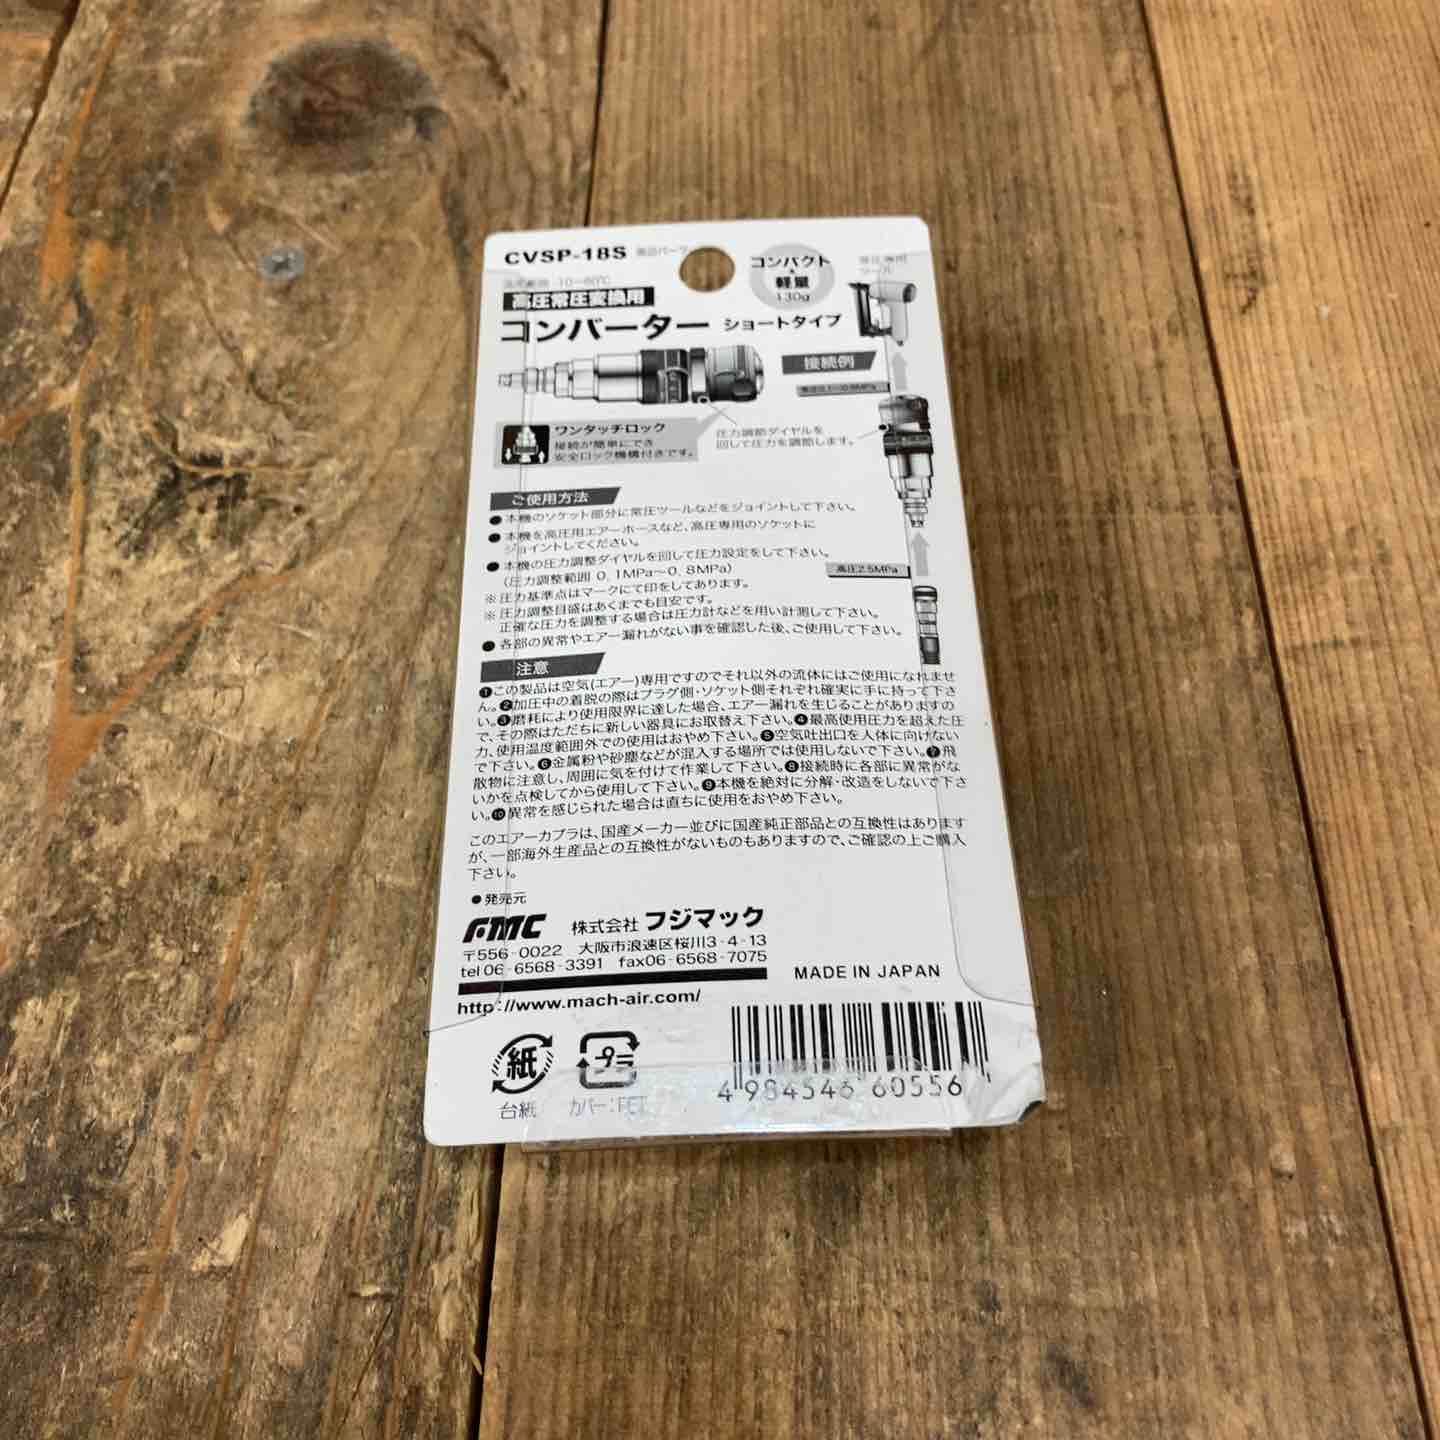 CVSP-18S
コンパクト
軽量
130g
高圧常圧変換用
コンバーター ショートタイプ
接続例
ワンタッチロック
接続が簡単にでき
安全ロック機構付きです。
圧力調節ダイヤルを
回して圧力を調節します。
高圧2.5MPa
ご使用方法
●本機のソケット部分に常圧ツールなどをジョイントして下さい。
●本機を高圧用エアーホースなど、高圧専用のソケットに
ジョイントしてください。
●本機の圧力調整ダイヤルを回して圧力設定をして下さい。
(圧力調整範囲 0.1MPa〜0.8MPa)
※圧力基準点はマークにて印をしてあります。
※圧力調整目盛はあくまでも目安です。
正確な圧力を調整する場合は圧力計などを用い計測して下さい。
●各部の異常やエアー漏れがない事を確認した後、ご使用して下さい。
注意
❶この製品は空気(エアー)専用ですのでそれ以外の流体にはご使用になれませ
ん。❷加圧中の着脱の際はプラグ側・ソケット側それぞれ確実に手に持って下さ
い。❸磨耗により使用限界に達した場合、エアー漏れを生じることがありますの
で、その際はただちに新しい器具にお取替え下さい。❹最高使用圧力を超えた圧
力、使用温度範囲外での使用はおやめ下さい。❺空気吐出口を人体に向けない
で下さい。❻金属粉や砂塵などが混入する場所では使用しないで下さい。❼飛
散物に注意し、周囲に気を付けて作業して下さい。❽接続時に各部に異常がな
いかを点検してから使用して下さい。❾本機を絶対に分解・改造をしないで下さ
い。❿異常を感じられた場合は直ちに使用をおやめ下さい。
このエアーカプラは、国産メーカー並びに国産純正部品との互換性はあります
が、一部海外生産品との互換性がないものもありますので、ご確認の上ご購入
下さい。
●発売元
FMC 株式会社 フジマック
〒556-0022 大阪市浪速区桜川3-4-13
tel 06-6568-3391 fax06-6568-7075
MADE IN JAPAN
http://www.mach-air.com/
紙
台紙
カバー:PET
4 984546 60556